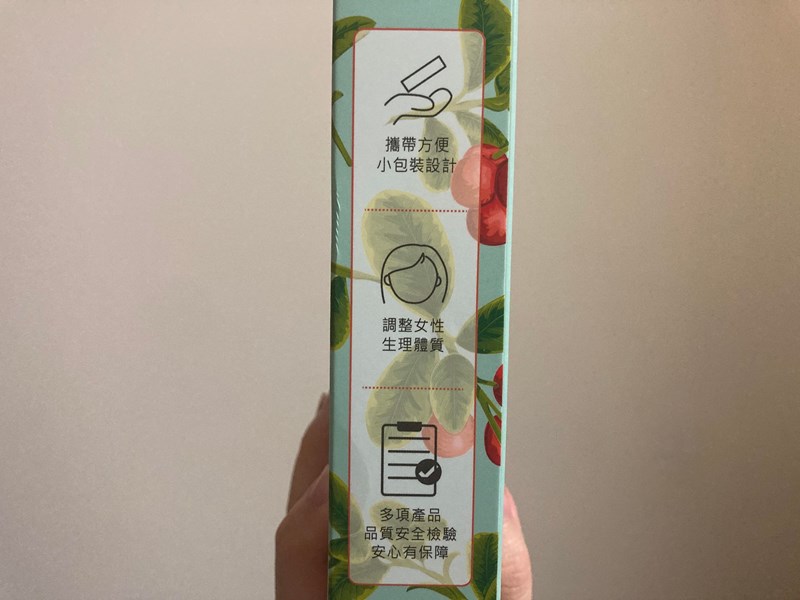 攜帶方便
小包裝設計
調整女性
生理體質
多項產品
品質安全檢驗
安心有保障